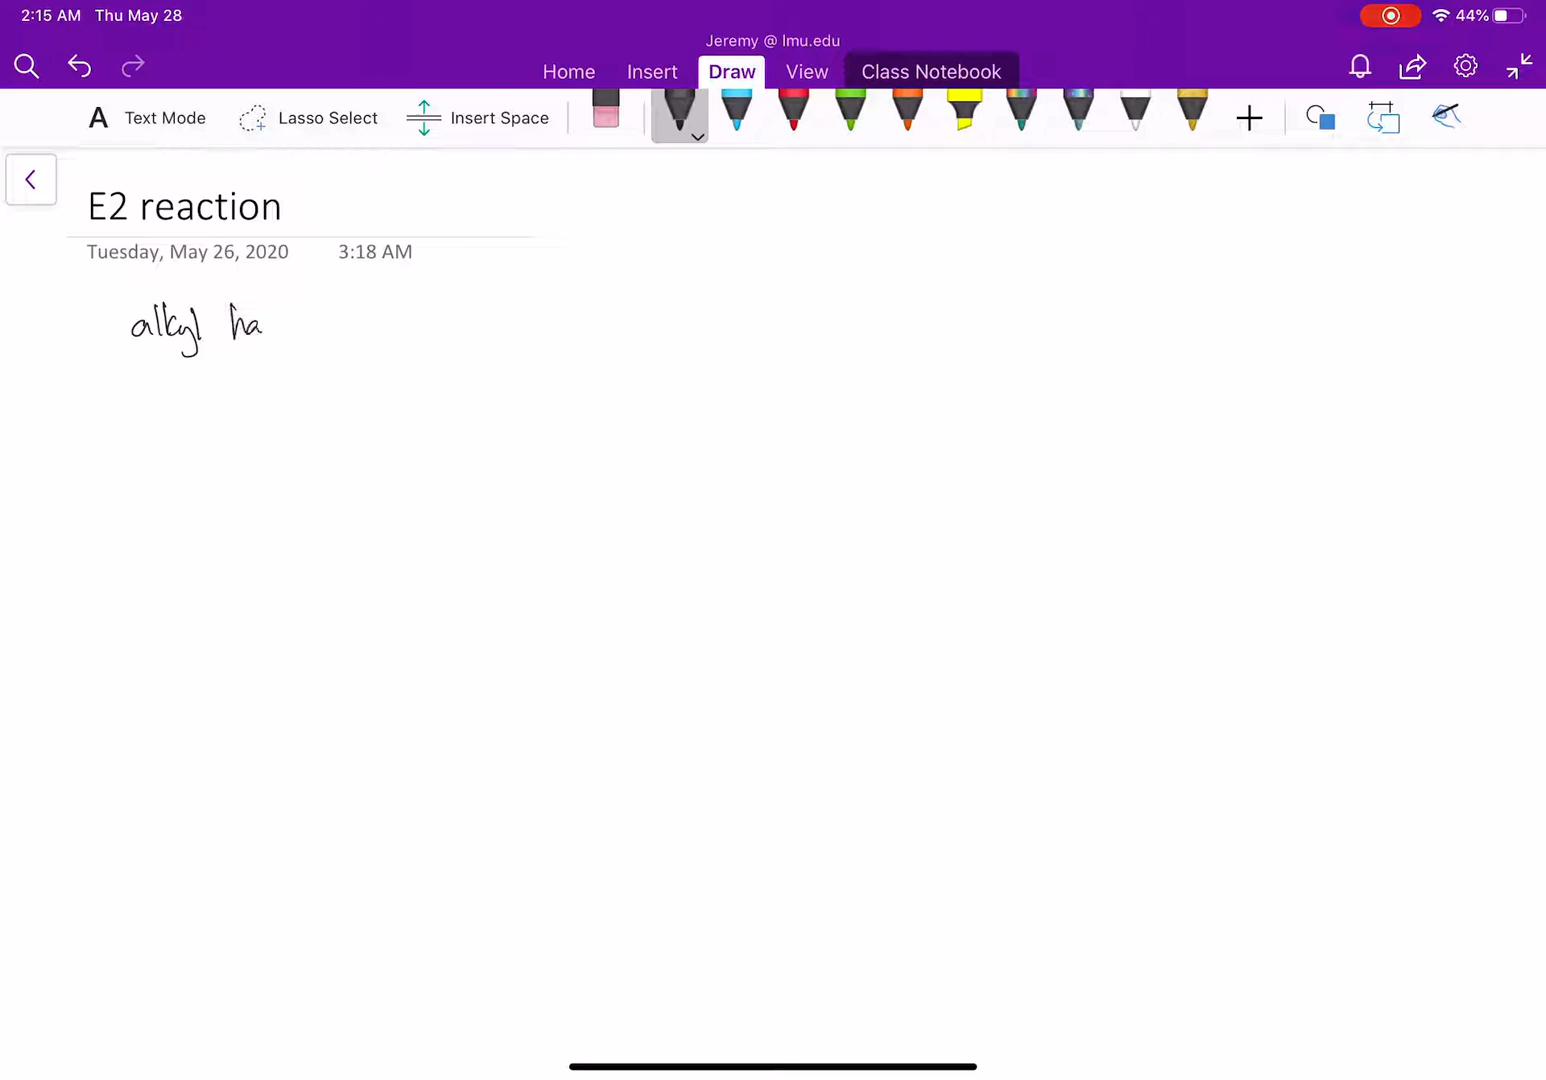 2:15 AM Thu May 28
44%
Jeremy @ lmu.edu
Home Insert Draw View Class Notebook
A Text Mode Lasso Select Insert Space
E2 reaction
Tuesday, May 26, 2020 3:18 AM
alkyl ha